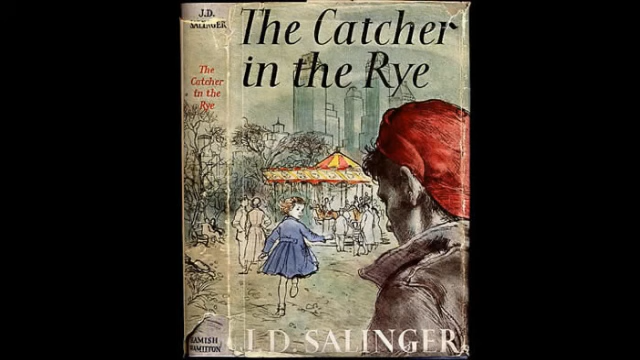 J.D.
SALINGER
The
Catcher
in the
Rye
HAMISH
HAMILTON
The Catcher
in the Rye
J.D. SALINGER